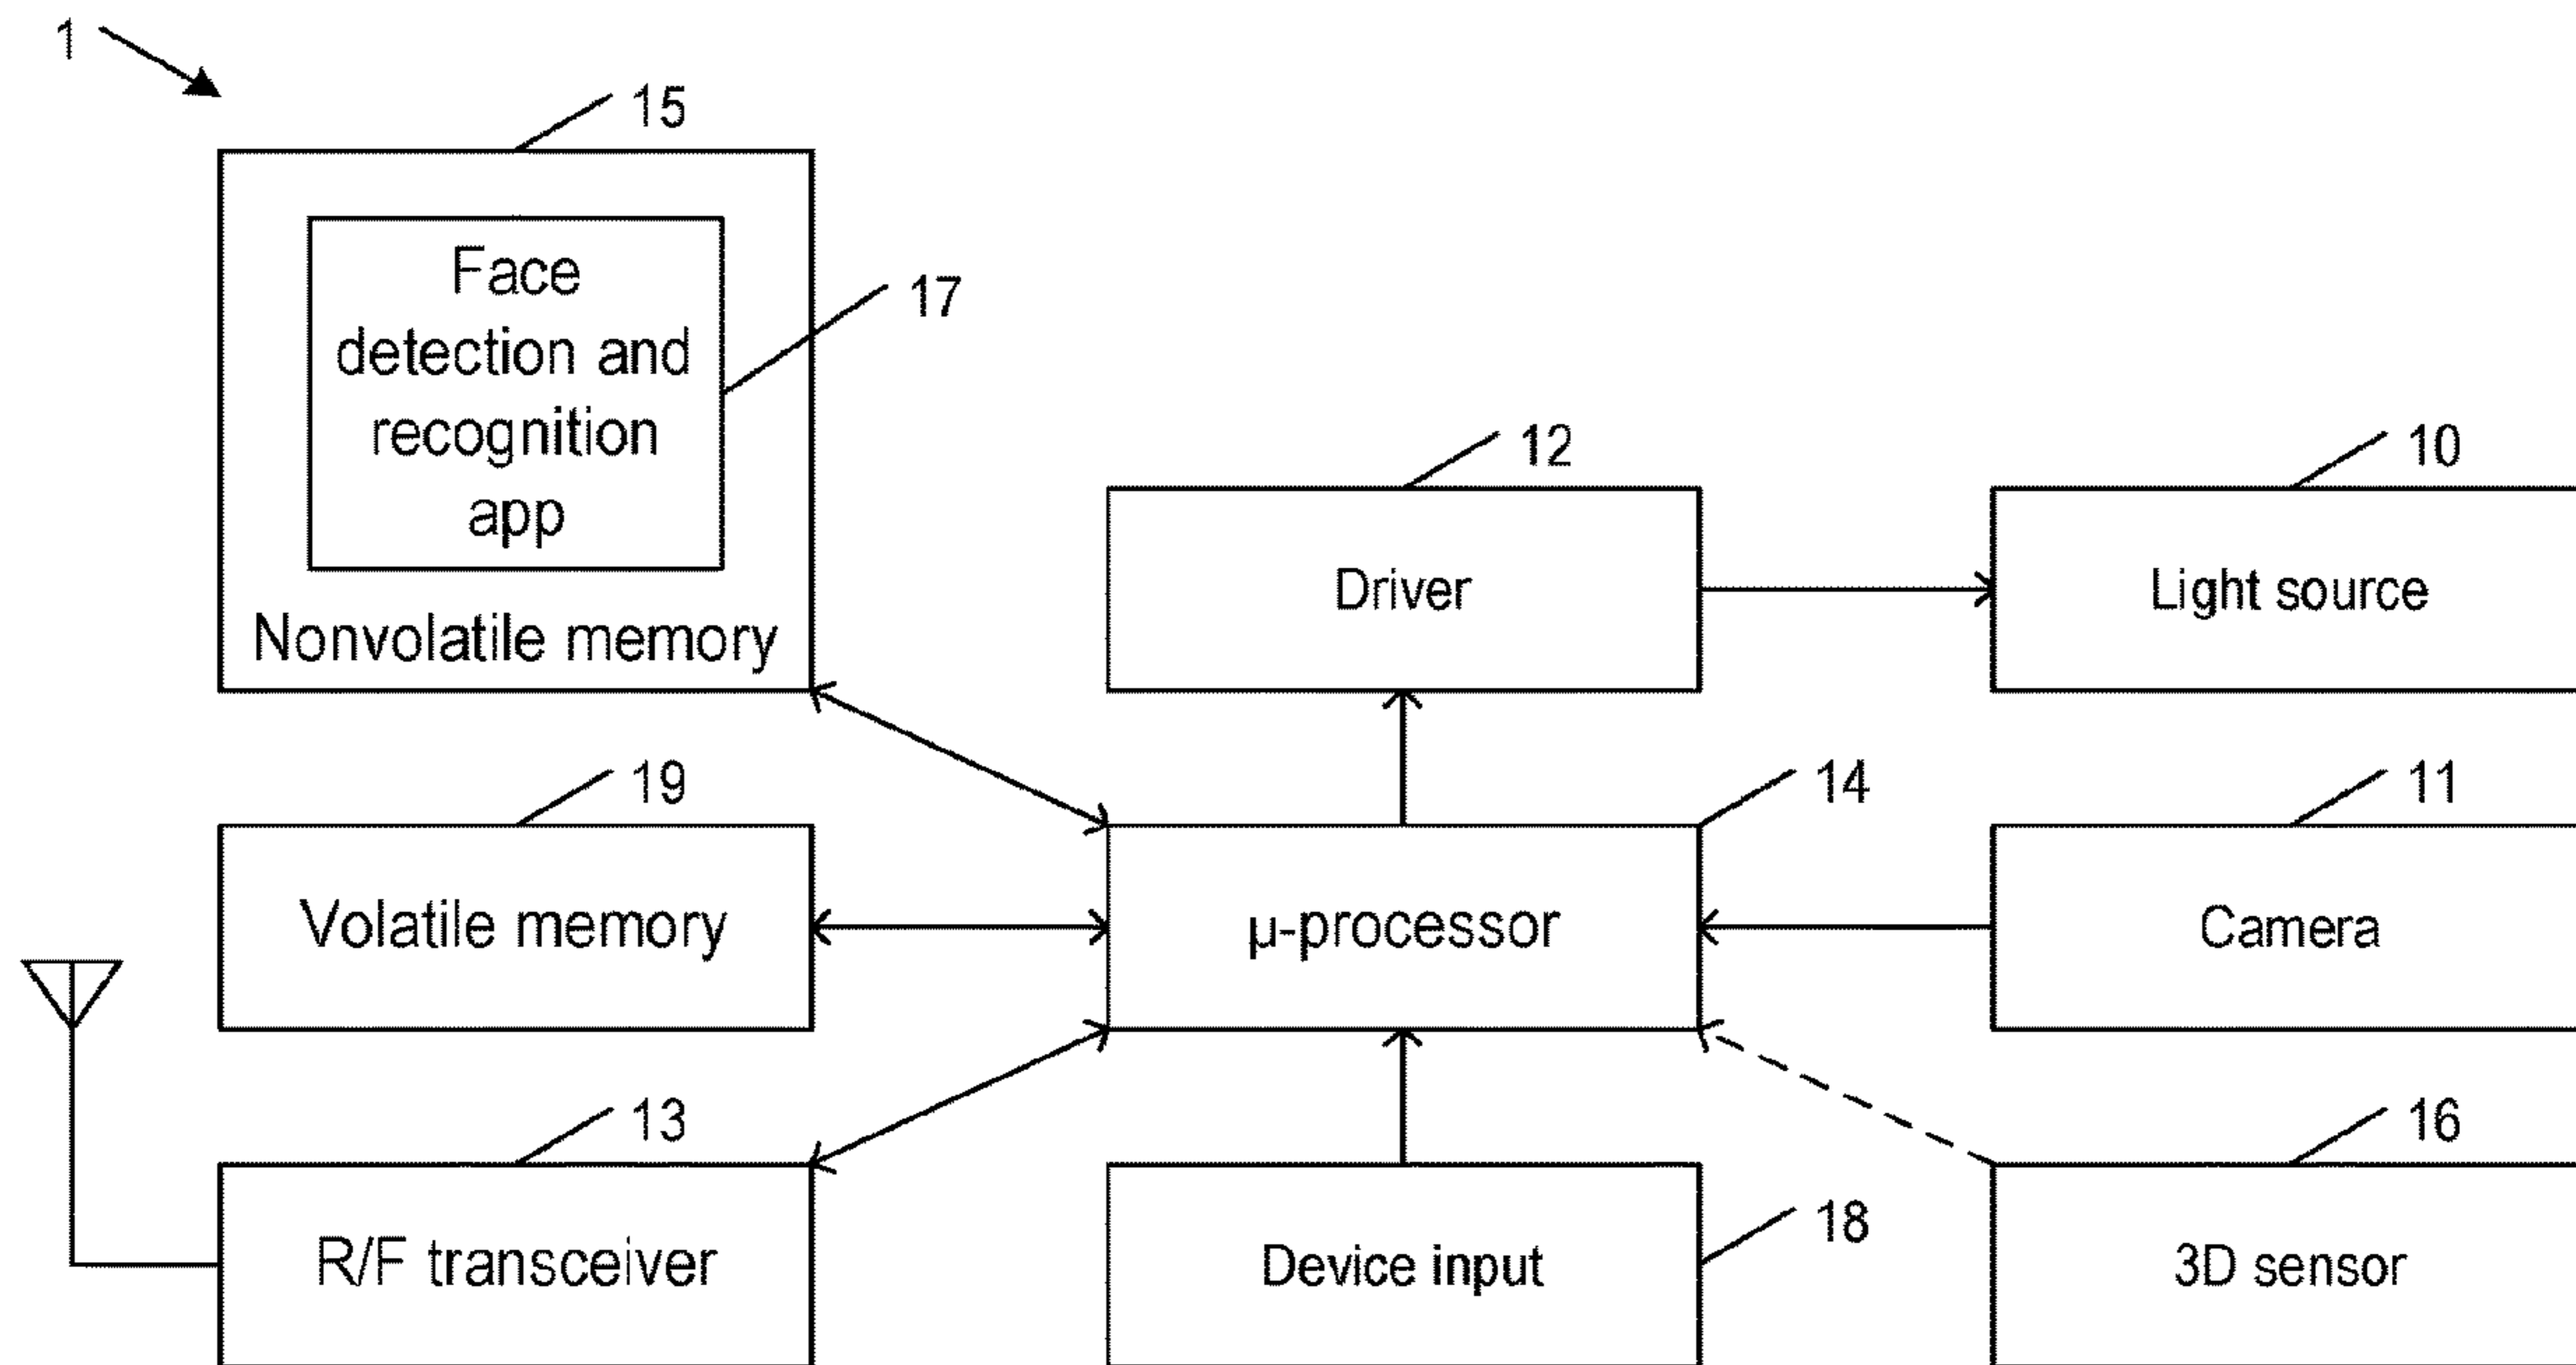 1
15
Face
detection and
recognition
app
17
Nonvolatile memory
12
Driver
10
Light source
19
Volatile memory
14
µ-processor
11
Camera
13
R/F transceiver
Device input
18
16
3D sensor